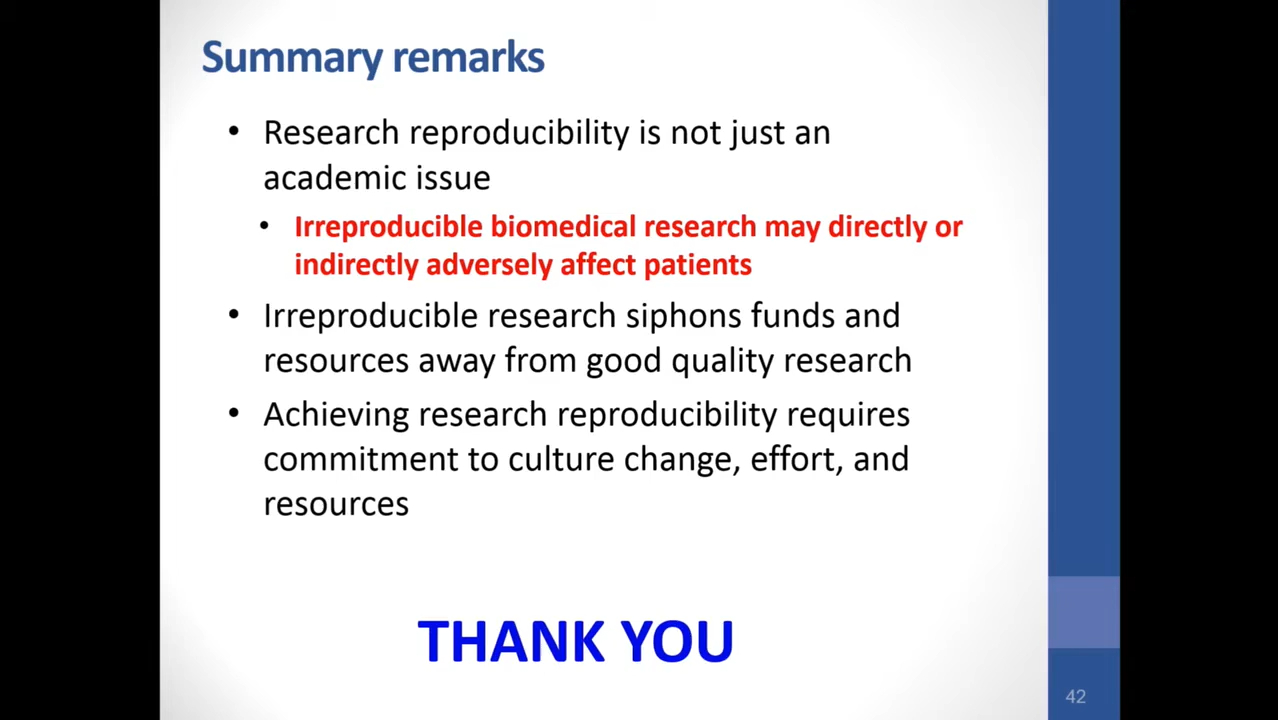 Summary remarks
• Research reproducibility is not just an
academic issue
• Irreproducible biomedical research may directly or
indirectly adversely affect patients
• Irreproducible research siphons funds and
resources away from good quality research
• Achieving research reproducibility requires
commitment to culture change, effort, and
resources
THANK YOU
42